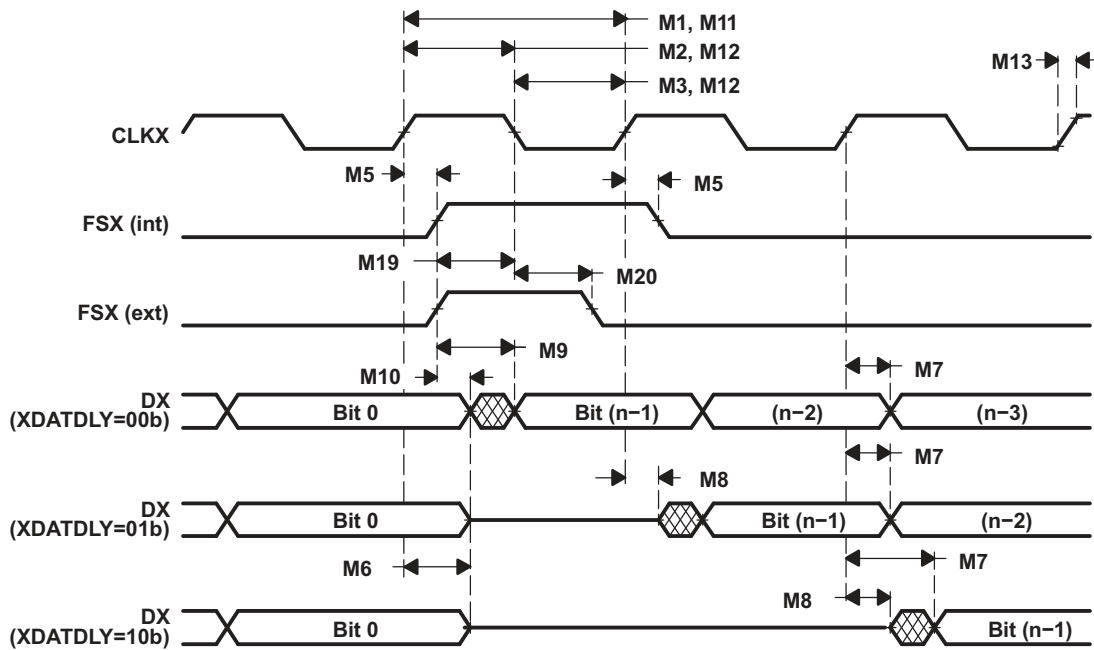 M1, M11
M2, M12
M13
M3, M12
CLKX
M5
M5
FSX (int)
M19
M20
FSX (ext)
M9
M10
M7
DX
(XDATDLY=00b)
Bit 0
Bit (n−1)
(n−2)
(n−3)
M7
M8
DX
(XDATDLY=01b)
Bit 0
Bit (n−1)
(n−2)
M6
M7
M8
DX
(XDATDLY=10b)
Bit 0
Bit (n−1)